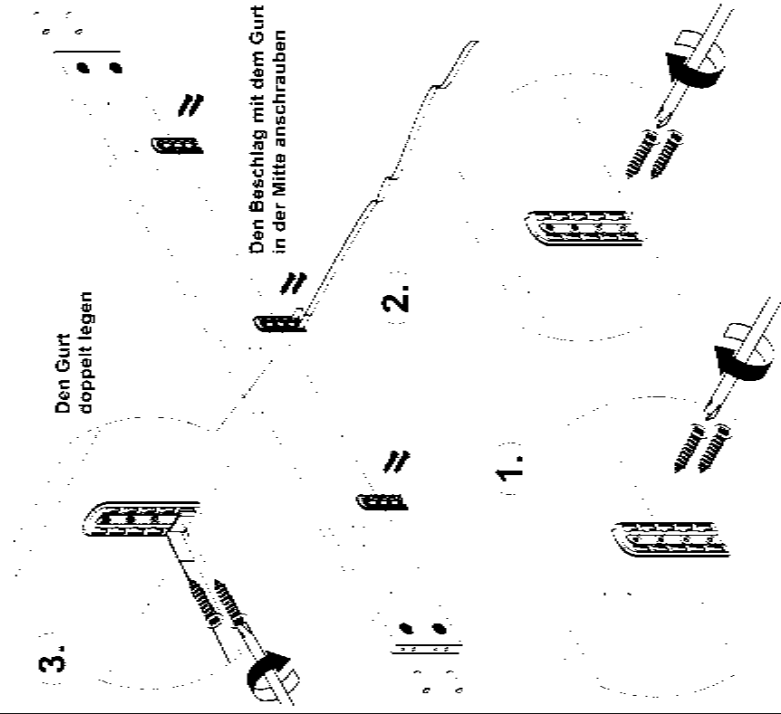 Den Gurt
doppelt legen
Den Beschlag mit dem Gurt
in der Mitte anschrauben
3.
2.
1.